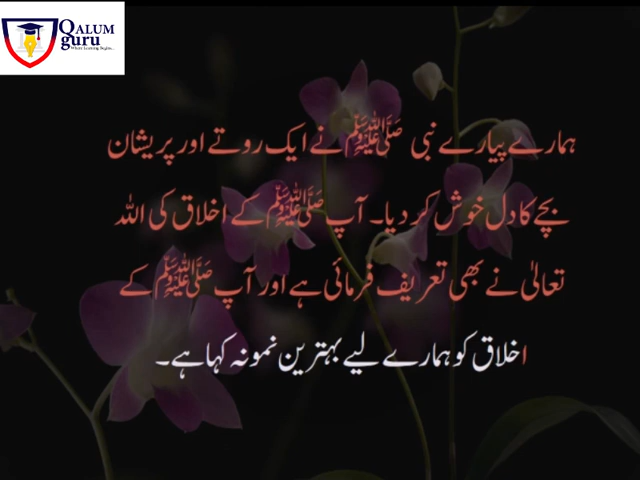 QALUM
guru
Where Learning Begins...
ہمارے پیارے نبی ﷺ نے ایک روتے اور پریشان
بچے کا دل خوش کر دیا۔ آپ ﷺ کے اخلاق کی اللہ
تعالیٰ نے بھی تعریف فرمائی ہے اور آپ ﷺ کے
اخلاق کو ہمارے لیے بہترین نمونہ کہا ہے۔